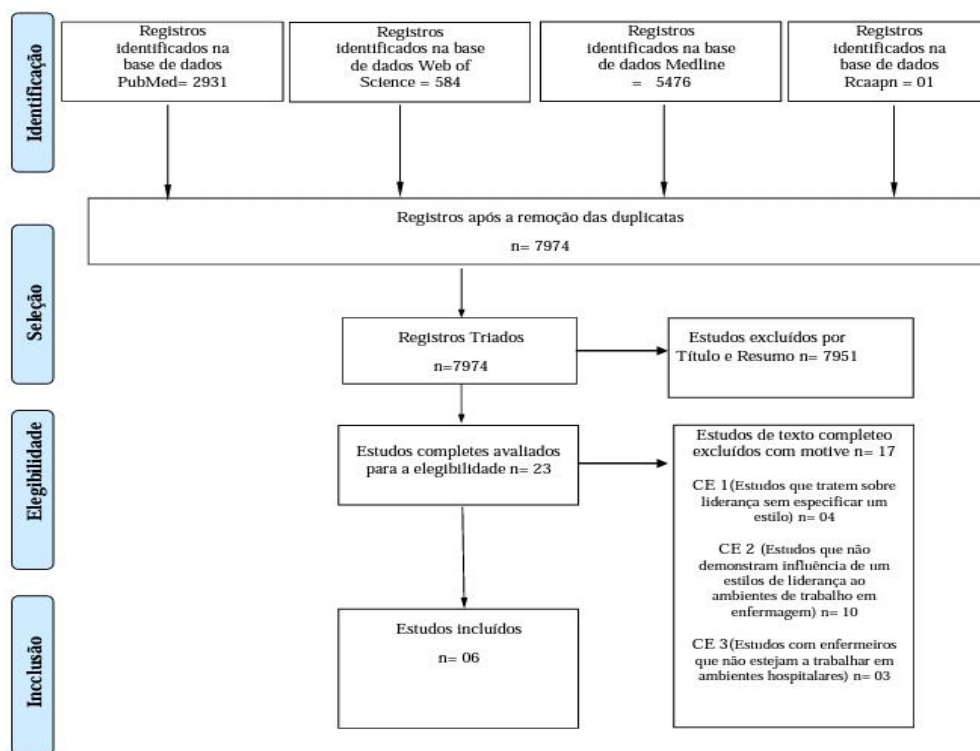 Identificação
Registros
identificados na
base de dados
PubMed= 2931
Registros
identificados na base
de dados Web of
Science = 584
Registros
identificados na base
de dados Medline
= 5476
Registros
identificados na
base de dados
Rcaapn = 01
Seleção
Registros após a remoção das duplicatas
n= 7974
Registros Triados
n=7974
Estudos excluídos por
Título e Resumo n= 7951
Elegibilidade
Estudos completes avaliados
para a elegibilidade n= 23
Estudos de texto completeo
excluídos com motive n= 17
CE 1(Estudos que tratem sobre
liderança sem especificar um
estilo) n= 04
CE 2 (Estudos que não
demonstram influência de um
estilos de liderança ao
ambientes de trabalho em
enfermagem) n= 10
CE 3(Estudos com enfermeiros
que não estejam a trabalhar em
ambientes hospitalares) n= 03
Incclusão
Estudos incluídos
n= 06